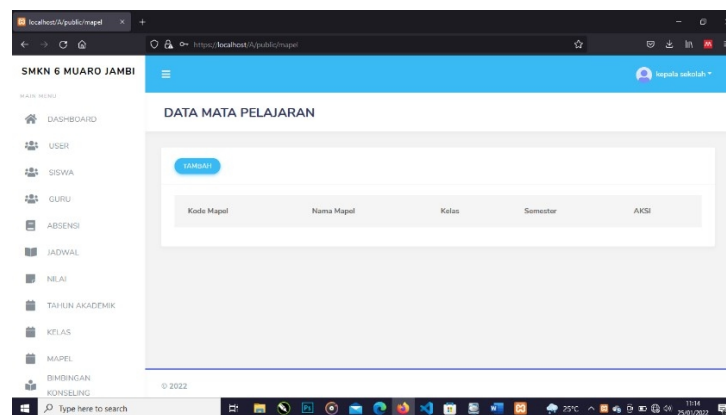 localhost/A/public/mapel
https://localhost/A/public/mapel
SMKN 6 MUARO JAMBI
kepala sekolah
MAIN MENU
DASHBOARD
USER
SISWA
GURU
ABSENSI
JADWAL
NILAI
TAHUN AKADEMIK
KELAS
MAPEL
BIMBINGAN
KONSELING
DATA MATA PELAJARAN
TAMBAH
Kode Mapel Nama Mapel Kelas Semester AKSI
© 2022
Type here to search
25°C
11:14
25/01/2022